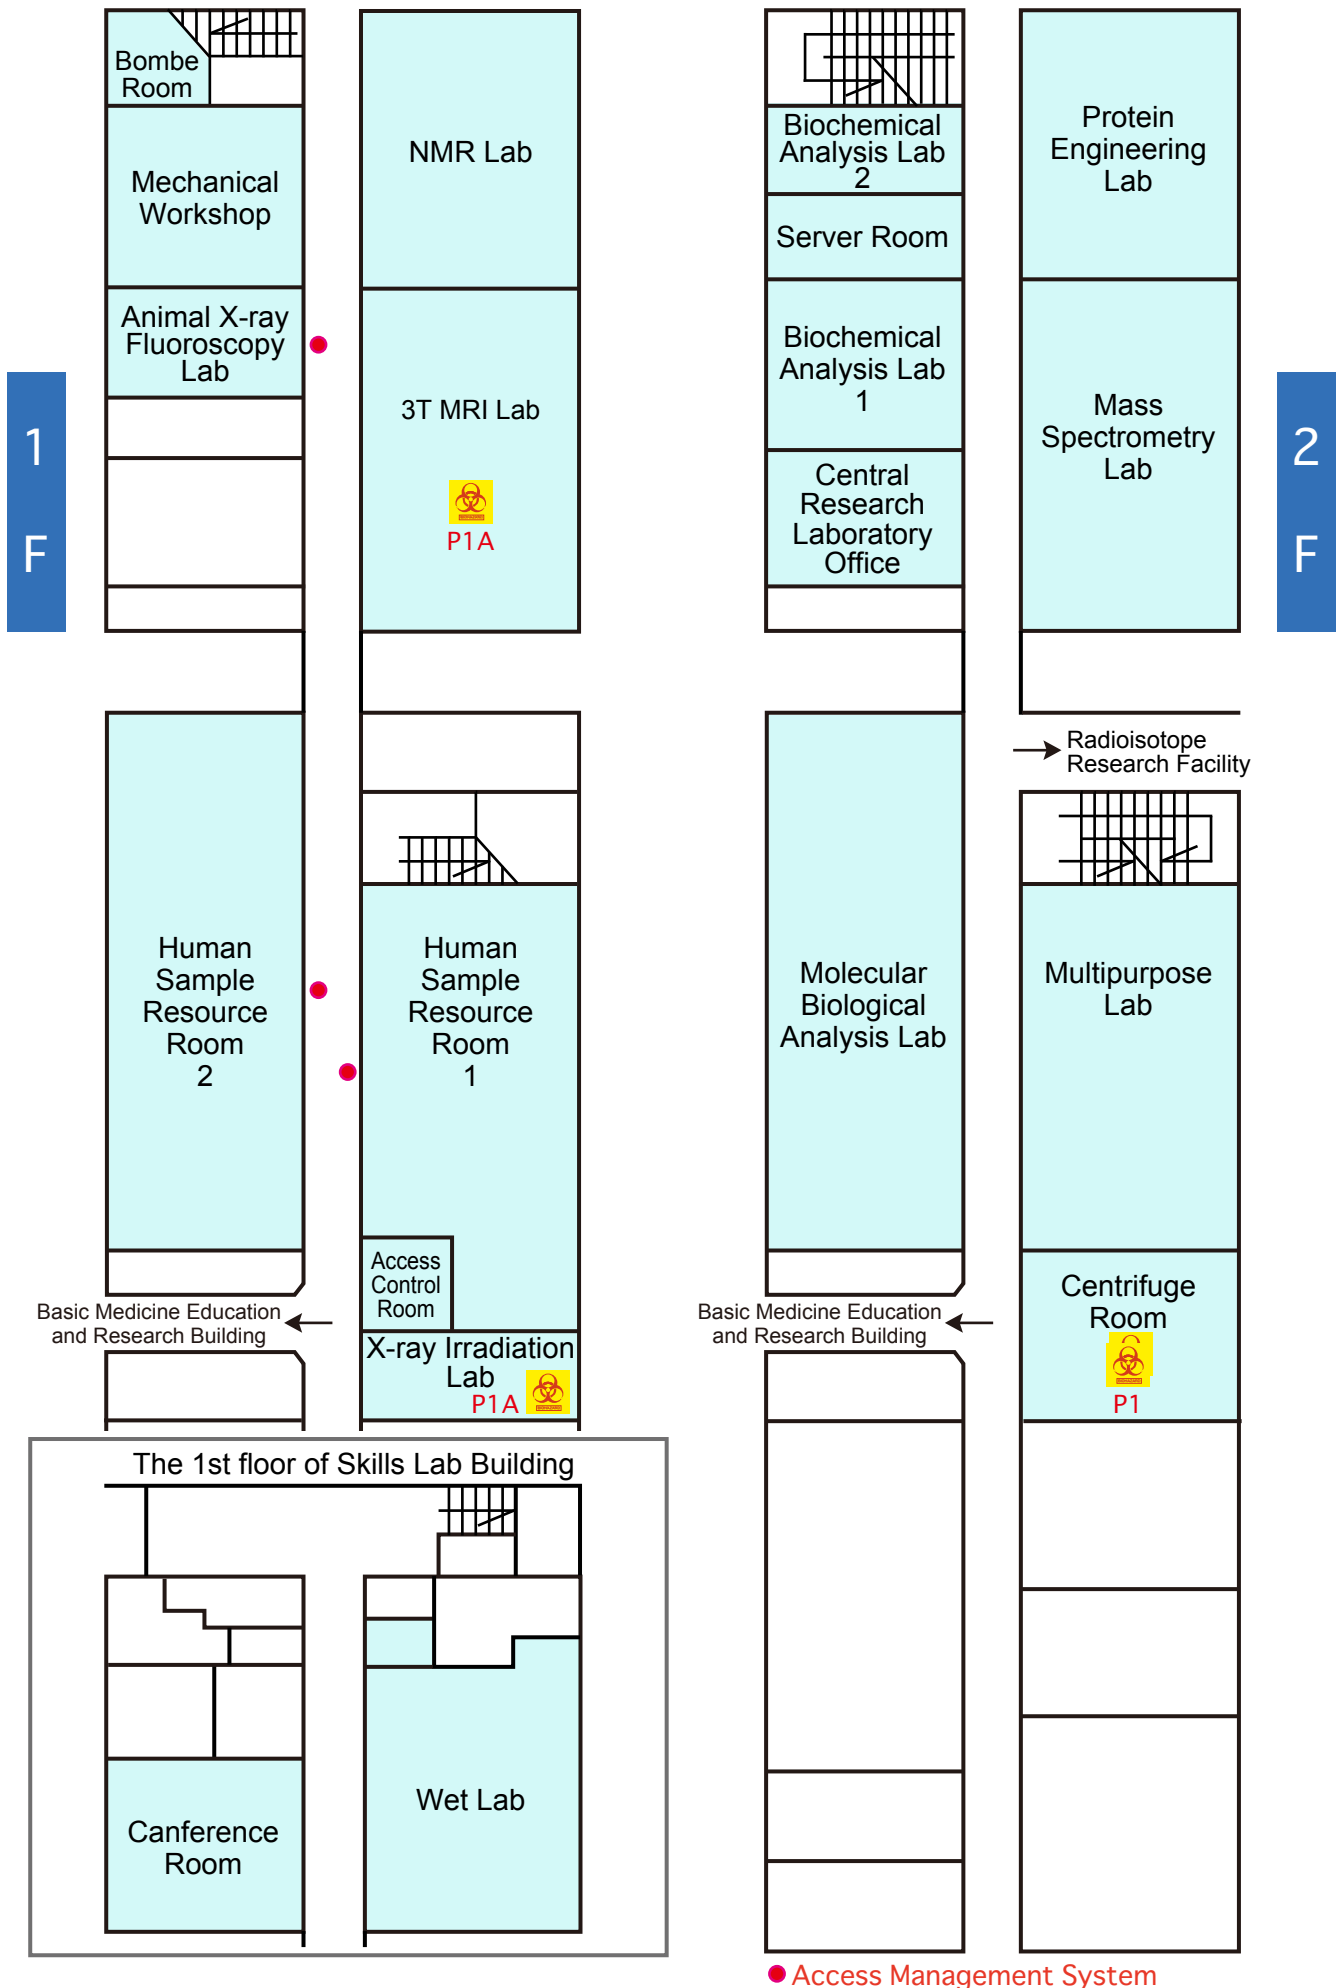 1
F
Bombe
Room
Mechanical
Workshop
Animal X-ray
Fluoroscopy
Lab
NMR Lab
3T MRI Lab
P1A
Human
Sample
Resource
Room
2
Human
Sample
Resource
Room
1
Access
Control
Room
Basic Medicine Education
and Research Building
X-ray Irradiation
Lab
P1A
The 1st floor of Skills Lab Building
Canference
Room
Wet Lab
2
F
Biochemical
Analysis Lab
2
Server Room
Biochemical
Analysis Lab
1
Central
Research
Laboratory
Office
Protein
Engineering
Lab
Mass
Spectrometry
Lab
Radioisotope
Research Facility
Molecular
Biological
Analysis Lab
Multipurpose
Lab
Basic Medicine Education
and Research Building
Centrifuge
Room
P1
Access Management System